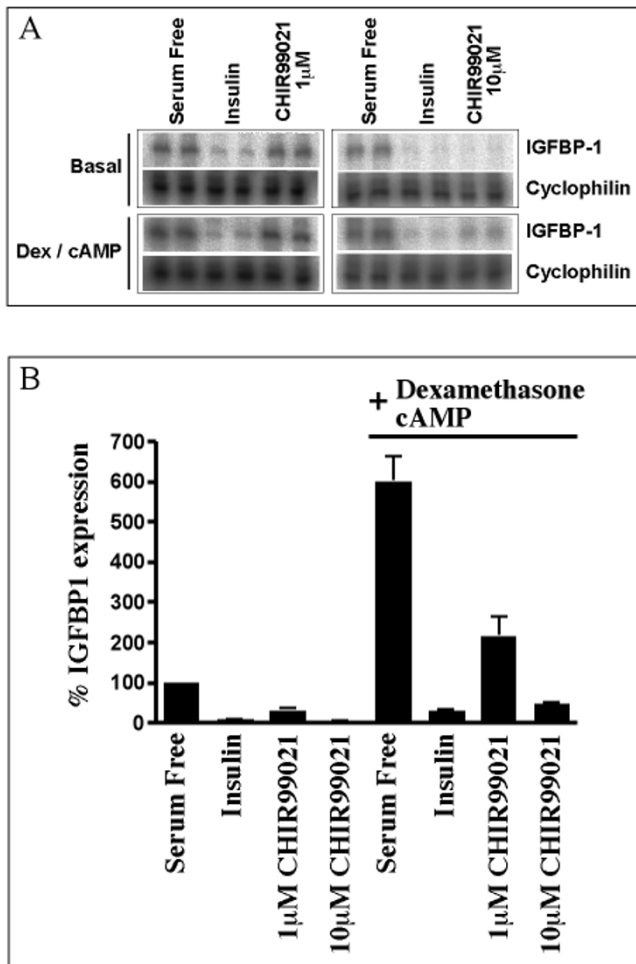 A
Serum Free
Insulin
CHIR99021
1μM
Serum Free
Insulin
CHIR99021
10μM
Basal
IGFBP-1
Cyclophilin
Dex / cAMP
IGFBP-1
Cyclophilin
B
+ Dexamethasone
cAMP
% IGFBP1 expression
700
600
500
400
300
200
100
0
Serum Free
Insulin
1μM CHIR99021
10μM CHIR99021
Serum Free
Insulin
1μM CHIR99021
10μM CHIR99021